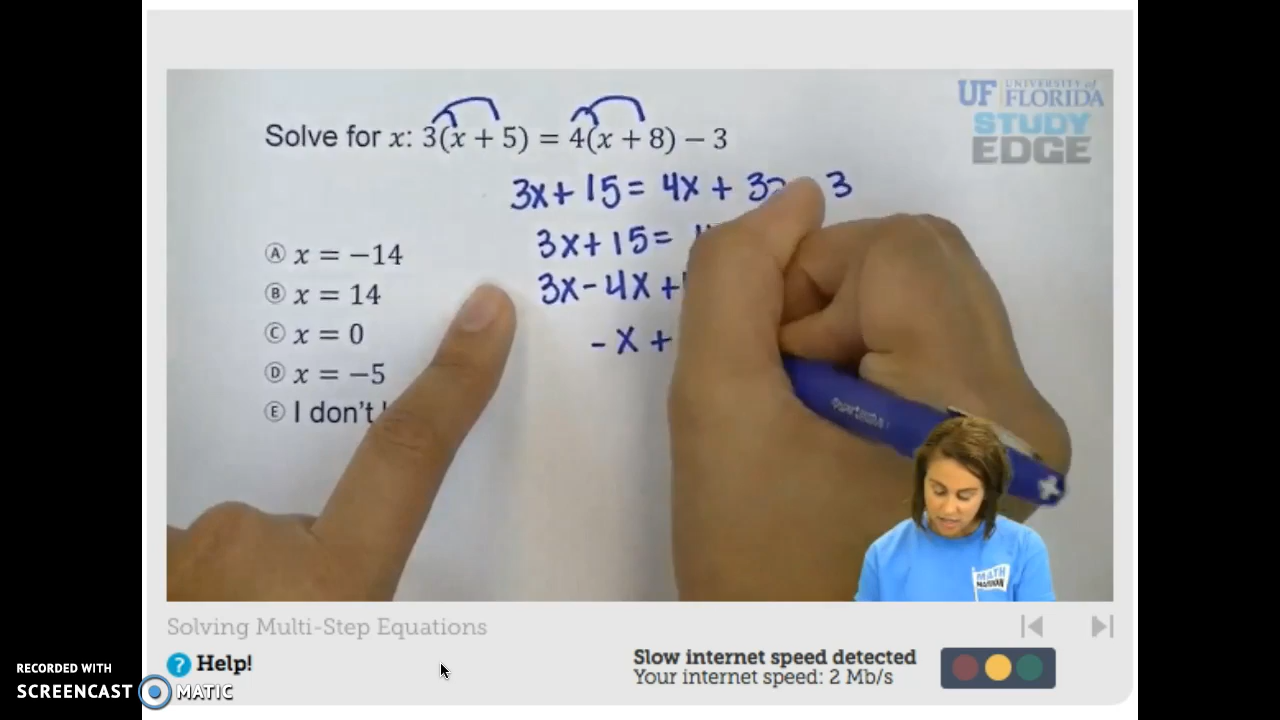 UF UNIVERSITY of FLORIDA
STUDY EDGE
Solve for x: 3(x + 5) = 4(x + 8) − 3
3x + 15 = 4x + 3 3
3x + 15 =
3x - 4x +
- x +
Ⓐ x = −14
Ⓑ x = 14
Ⓒ x = 0
Ⓓ x = −5
Ⓔ I don't
MATH
Solving Multi-Step Equations
? Help!
Slow internet speed detected
Your internet speed: 2 Mb/s
RECORDED WITH
SCREENCAST MATIC